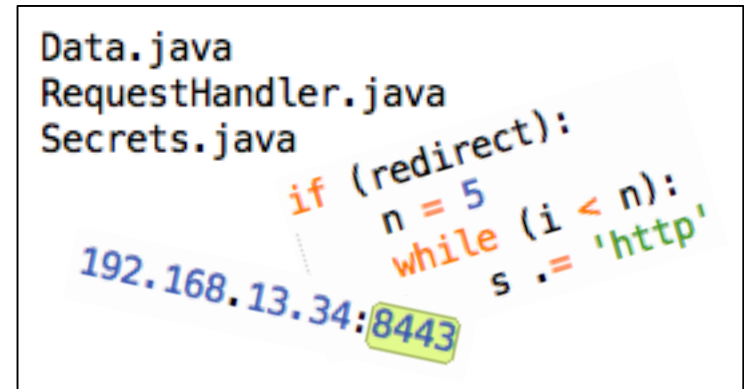 Data.java
RequestHandler.java
Secrets.java
if (redirect):
n = 5
while (i < n):
s .= 'http'
192.168.13.34:8443